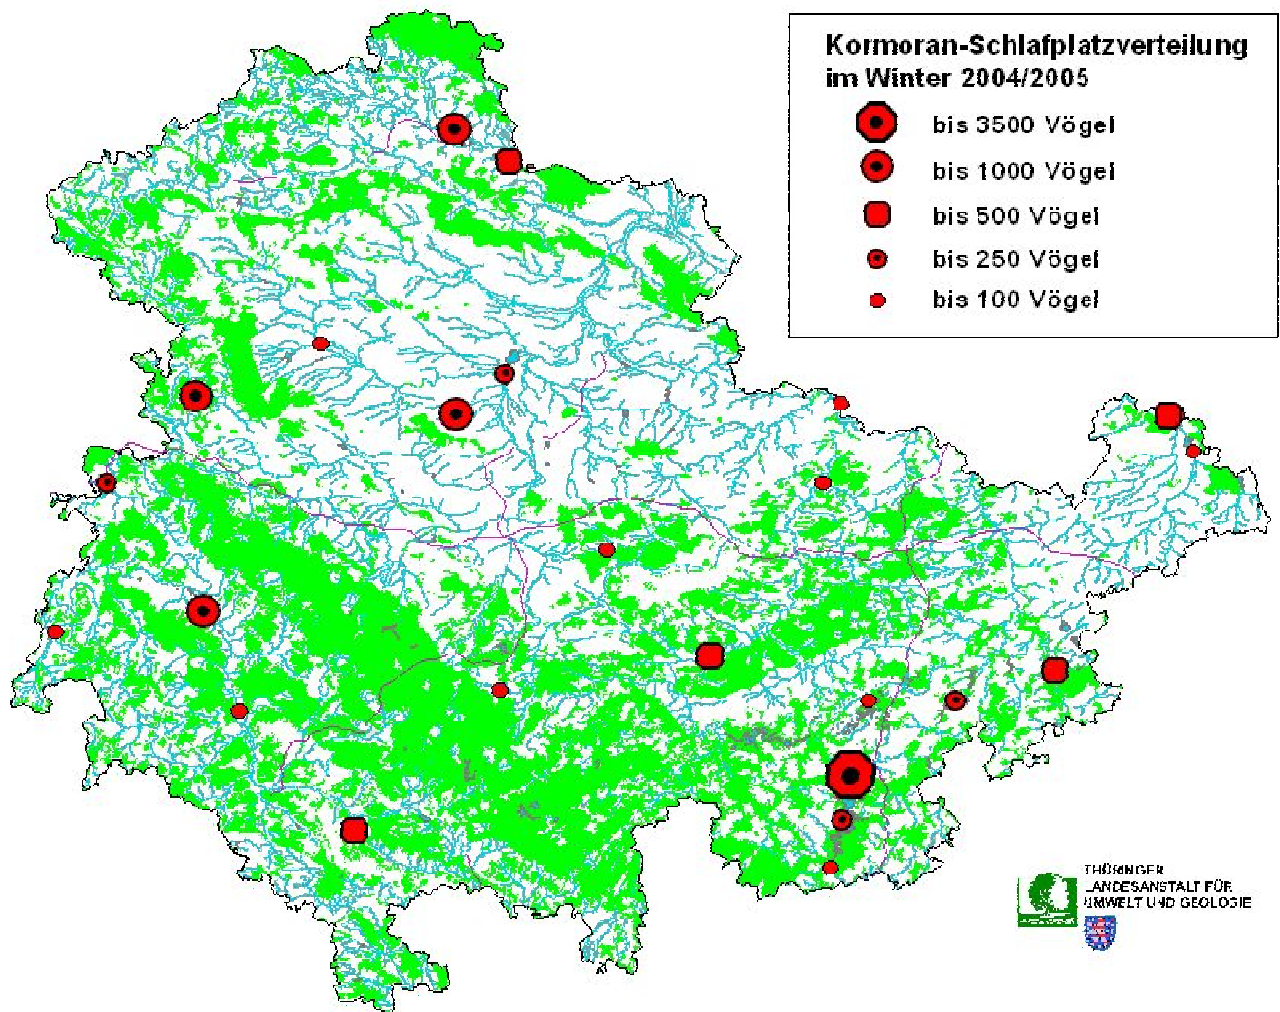 Kormoran-Schlafplatzverteilung
im Winter 2004/2005
bis 3500 Vögel
bis 1000 Vögel
bis 500 Vögel
bis 250 Vögel
bis 100 Vögel
THÜRINGER
LANDESANSTALT FÜR
UMWELT UND GEOLOGIE